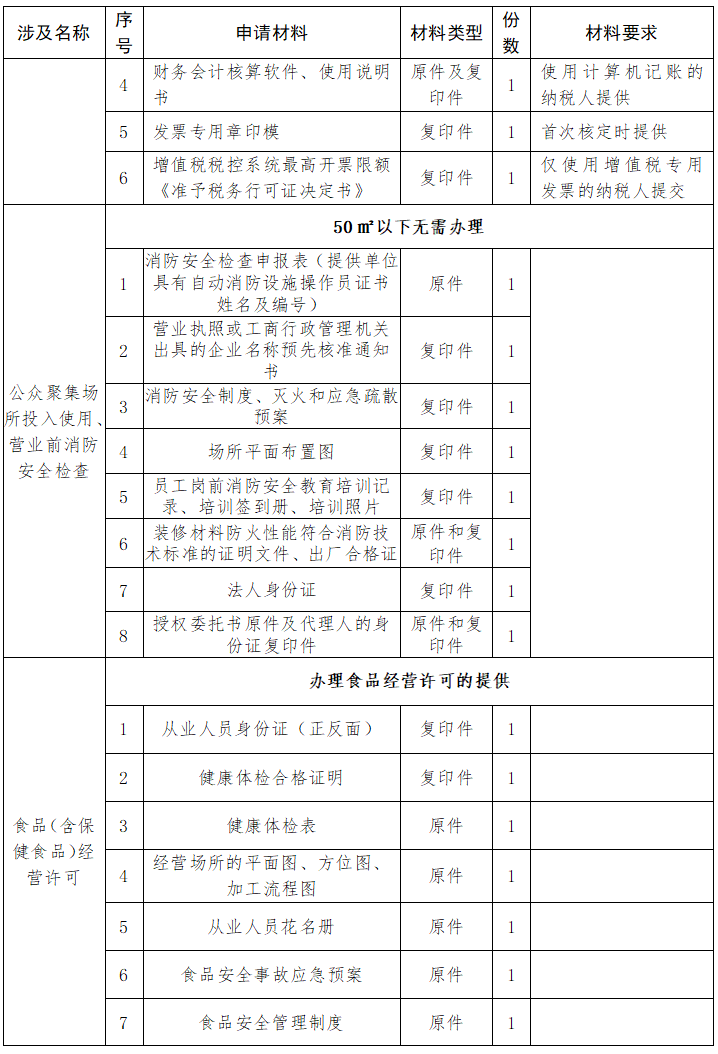 涉及名称
序号
申请材料
材料类型
份数
材料要求
4
财务会计核算软件、使用说明
书
原件及复
印件
1
使用计算机记账的
纳税人提供
5
发票专用章印模
复印件
1
首次核定时提供
6
增值税税控系统最高开票限额
《准予税务行可证决定书》
复印件
1
仅使用增值税专用
发票的纳税人提交
公众聚集场
所投入使用、
营业前消防
安全检查
50㎡以下无需办理
1
消防安全检查申报表（提供单位
具有自动消防设施操作员证书
姓名及编号）
原件
1
2
营业执照或工商行政管理机关
出具的企业名称预先核准通知
书
复印件
1
3
消防安全制度、灭火和应急疏散
预案
复印件
1
4
场所平面布置图
复印件
1
5
员工岗前消防安全教育培训记
录、培训签到册、培训照片
复印件
1
6
装修材料防火性能符合消防技
术标准的证明文件、出厂合格证
原件和复
印件
1
7
法人身份证
复印件
1
8
授权委托书原件及代理人的身
份证复印件
原件和复
印件
1
食品（含保
健食品）经
营许可
办理食品经营许可的提供
1
从业人员身份证（正反面）
复印件
1
2
健康体检合格证明
复印件
1
3
健康体检表
原件
1
4
经营场所的平面图、方位图、
加工流程图
原件
1
5
从业人员花名册
原件
1
6
食品安全事故应急预案
原件
1
7
食品安全管理制度
原件
1